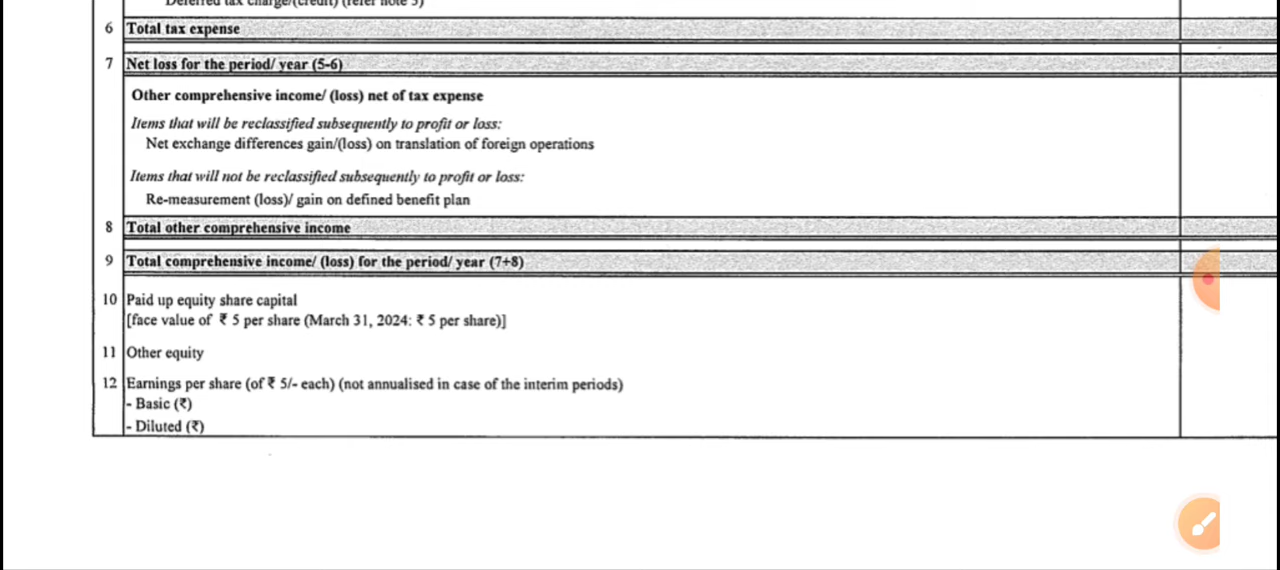 Deferred tax charge/(credit) (refer note 5)
6 Total tax expense
7 Net loss for the period/ year (5-6)
Other comprehensive income/ (loss) net of tax expense
Items that will be reclassified subsequently to profit or loss:
Net exchange differences gain/(loss) on translation of foreign operations
Items that will not be reclassified subsequently to profit or loss:
Re-measurement (loss)/ gain on defined benefit plan
8 Total other comprehensive income
9 Total comprehensive income/ (loss) for the period/ year (7+8)
10 Paid up equity share capital
[face value of ₹ 5 per share (March 31, 2024: ₹ 5 per share)]
11 Other equity
12 Earnings per share (of ₹ 5/- each) (not annualised in case of the interim periods)
- Basic (₹)
- Diluted (₹)